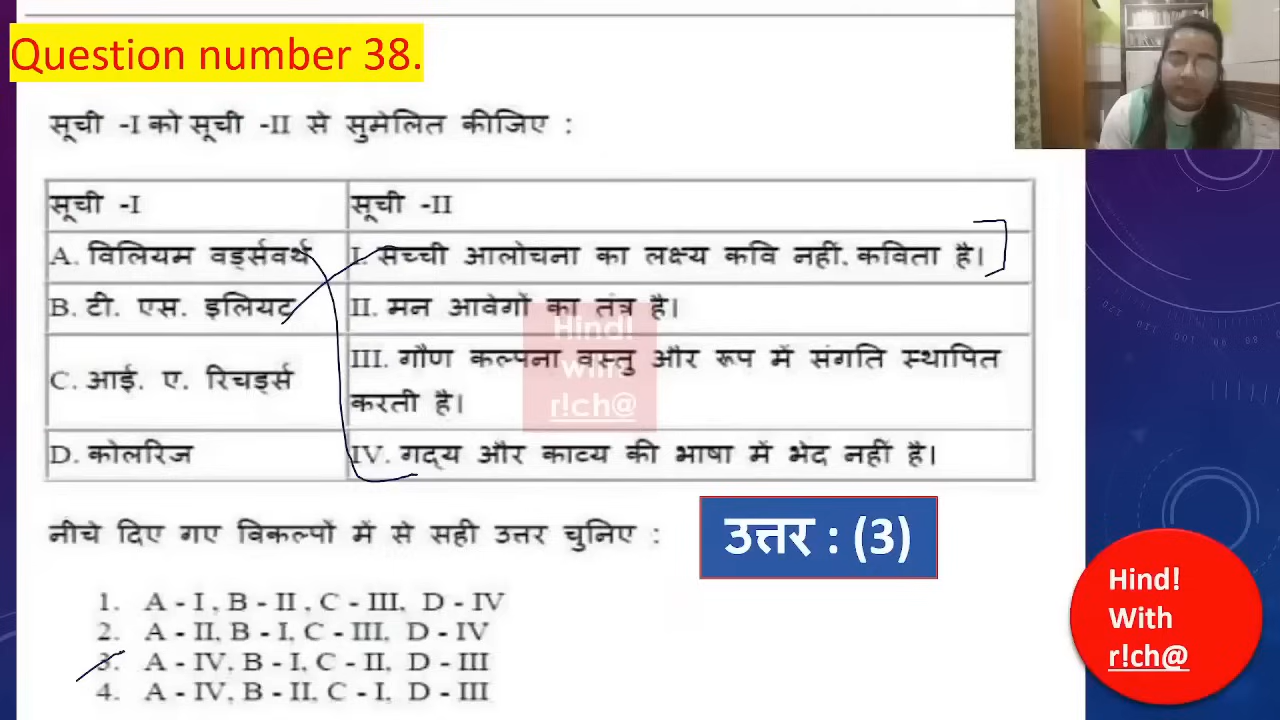 Question number 38.
सूची -I को सूची -II से सुमेलित कीजिए :
सूची -I
सूची -II
A. विलियम वर्ड्सवर्थ
I. सच्ची आलोचना का लक्ष्य कवि नहीं, कविता है।
B. टी. एस. इलियट
II. मन आवेगों का तंत्र है।
C. आई. ए. रिचर्ड्स
III. गौण कल्पना वस्तु और रूप में संगति स्थापित
करती है।
D. कोलरिज
IV. गद्य और काव्य की भाषा में भेद नहीं है।
Hind!
With
r!ch@
नीचे दिए गए विकल्पों में से सही उत्तर चुनिए :
उत्तर : (3)
1. A - I , B - II , C - III, D - IV
2. A - II, B - I, C - III, D - IV
3. A - IV, B - I, C - II, D - III
4. A - IV, B - II, C - I, D - III
Hind!
With
r!ch@